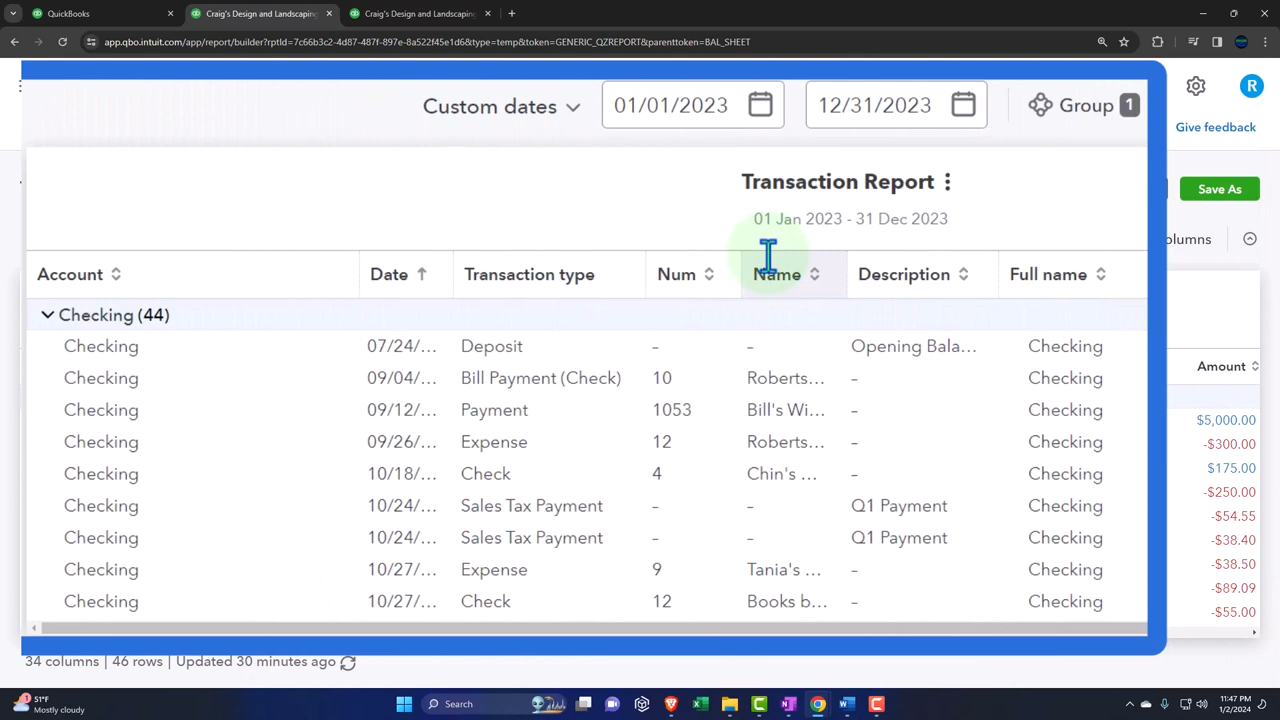 QuickBooks
Craig's Design and Landscaping
Craig's Design and Landscaping
app.qbo.intuit.com/app/report/builder?rptId=7c66b3c2-4d87-487f-897e-8a522f45e1d6&type=temp&token=GENERIC_QZREPORT&parenttoken=BAL_SHEET
R
Give feedback
Custom dates 01/01/2023 12/31/2023 Group 1
Save As
Transaction Report
01 Jan 2023 - 31 Dec 2023
Account Date Transaction type Num Name Description Full name
Amount
Checking (44)
Checking 07/24/... Deposit - - Opening Bala... Checking
Checking 09/04/... Bill Payment (Check) 10 Roberts... - Checking
Checking 09/12/... Payment 1053 Bill's Wi... - Checking
Checking 09/26/... Expense 12 Roberts... - Checking
Checking 10/18/... Check 4 Chin's ... - Checking
Checking 10/24/... Sales Tax Payment - - Q1 Payment Checking
Checking 10/24/... Sales Tax Payment - - Q1 Payment Checking
Checking 10/27/... Expense 9 Tania's ... - Checking
Checking 10/27/... Check 12 Books b... - Checking
$5,000.00
-$300.00
$175.00
-$250.00
-$54.55
-$38.40
-$38.50
-$89.09
-$55.00
34 columns | 46 rows | Updated 30 minutes ago
51°F
Mostly cloudy
Search
11:47 PM
1/2/2024